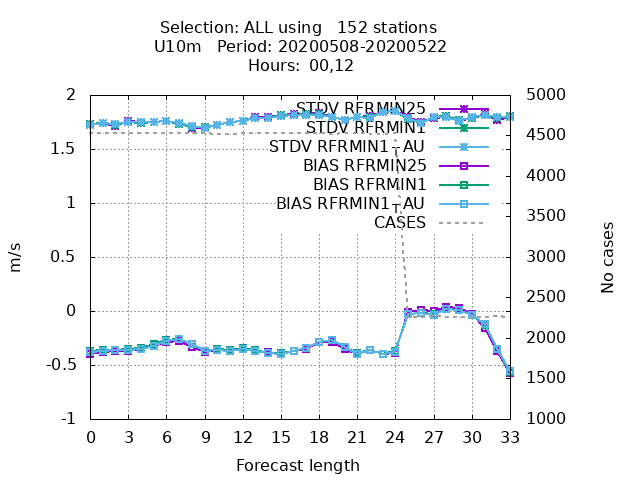 Selection: ALL using   152 stations
U10m   Period: 20200508-20200522
Hours:  00,12
2
1.5
1
0.5
0
-0.5
-1
m/s
5000
4500
4000
3500
3000
2500
2000
1500
1000
No cases
STDV RFRMIN25
STDV RFRMIN1
STDV RFRMIN1TAU
BIAS RFRMIN25
BIAS RFRMIN1
BIAS RFRMIN1TAU
CASES
0 3 6 9 12 15 18 21 24 27 30 33
Forecast length